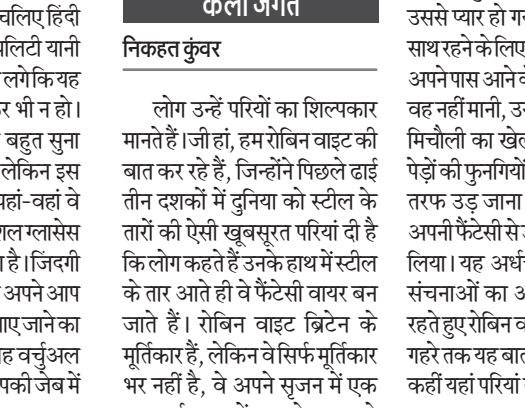 चलिए हिंदी
यलिटी यानी
लगे कि यह
र भी न हो।
बहुत सुना
लेकिन इस
यहां-वहां वे
शल ग्लासेस
ा है। जिंदगी
अपने आप
ाए जाने का
ह वर्चुअल
पकी जेब में
कला जगत
निकहत कुंवर
लोग उन्हें परियों का शिल्पकार
मानते हैं। जी हां, हम रोबिन वाइट की
बात कर रहे हैं, जिन्होंने पिछले ढाई
तीन दशकों में दुनिया को स्टील के
तारों की ऐसी खूबसूरत परियां दी है
कि लोग कहते हैं उनके हाथ में स्टील
के तार आते ही वे फैंटेसी वायर बन
जाते हैं। रोबिन वाइट ब्रिटेन के
मूर्तिकार हैं, लेकिन वे सिर्फ मूर्तिकार
भर नहीं है, वे अपने सृजन में एक
उससे प्यार हो ग
साथ रहने के लिए
अपने पास आने के
वह नहीं मानी, उ
मिचौली का खेल
पेड़ों की फुनगियों
तरफ उड़ जाना
अपनी फैंटेसी से
लिया। यह अर्ध
संचनाओं का अ
रहते हुए रोबिन व
गहरे तक यह बात
कहीं यहां परियां